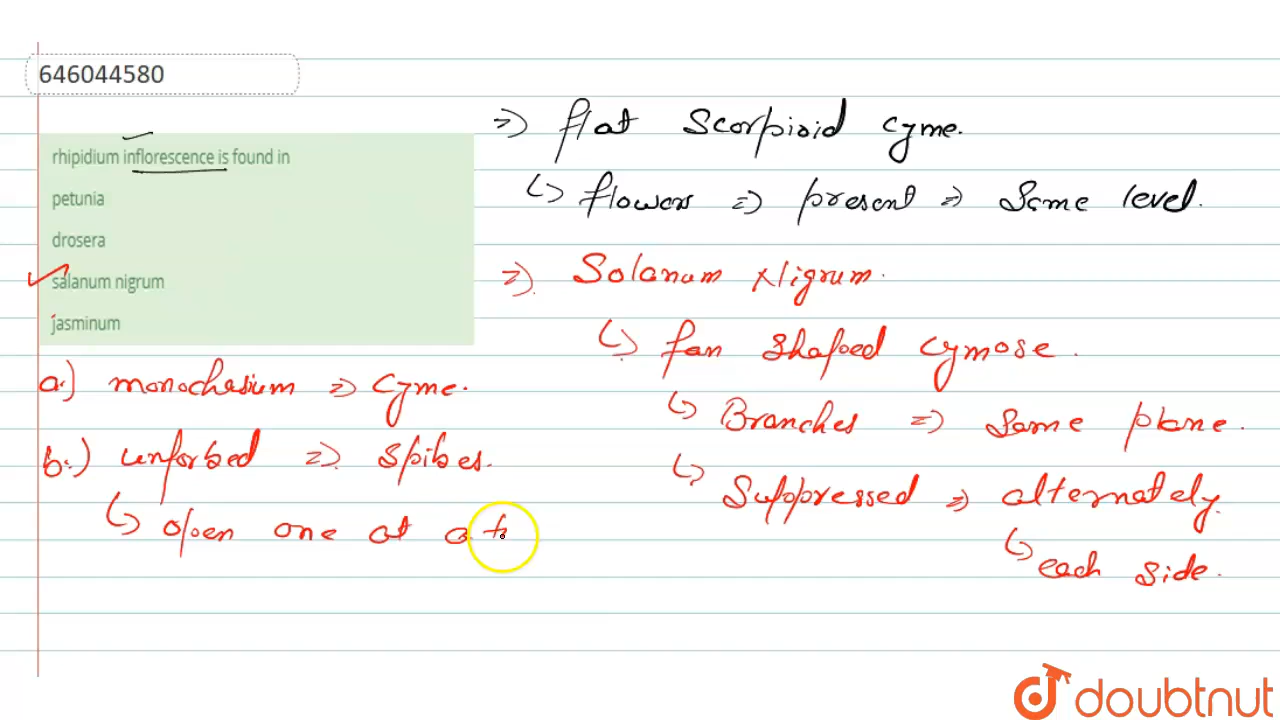 646044580
rhipidium inflorescence is found in
petunia
drosera
salanum nigrum
jasminum
a.) monochasium => Cyme.
b.) unforked => Spikes.
↳ open one at a t
=> flat Scorpioid cyme.
↳ flowers => present => Same level.
=> Solanum Nigrum.
↳ fan shaped cymose.
↳ Branches => Same plane.
↳ Suppressed => alternately.
↳ each side.
doubtnut